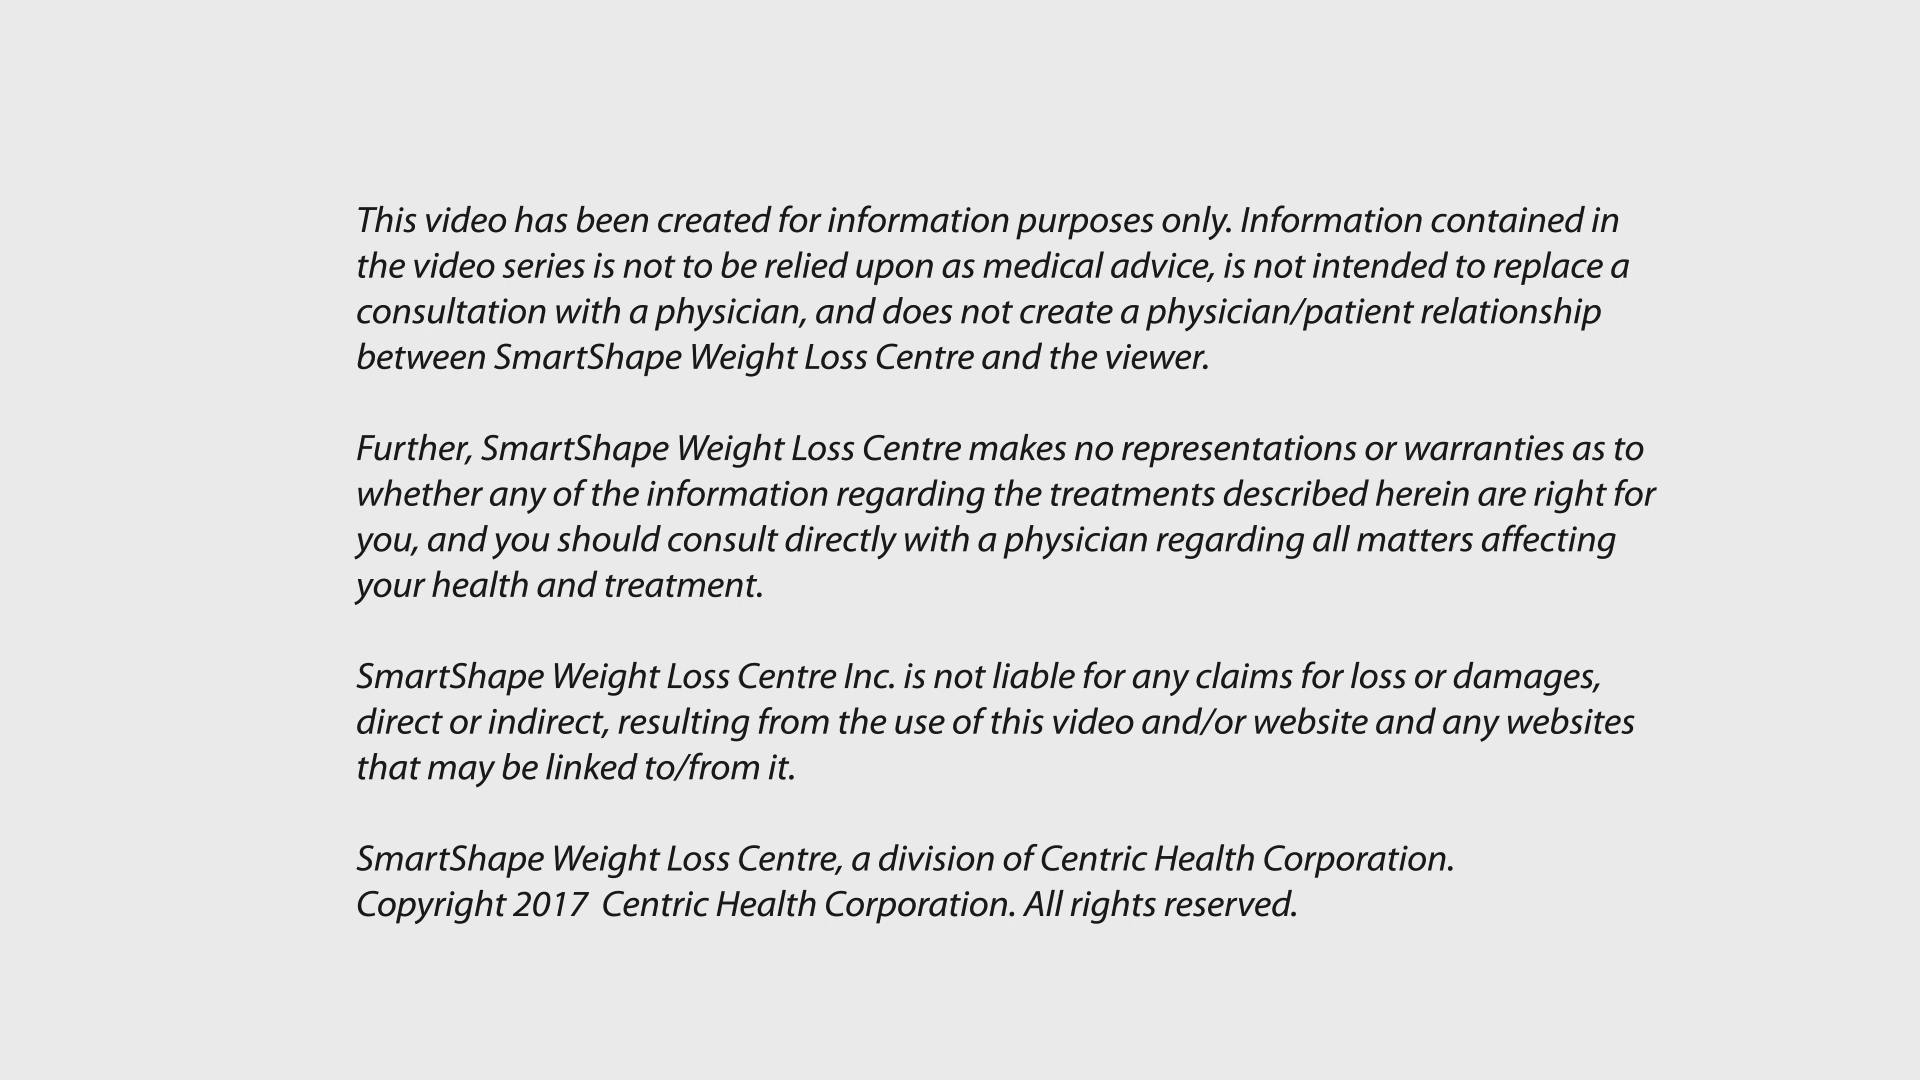 This video has been created for information purposes only. Information contained in
the video series is not to be relied upon as medical advice, is not intended to replace a
consultation with a physician, and does not create a physician/patient relationship
between SmartShape Weight Loss Centre and the viewer.
Further, SmartShape Weight Loss Centre makes no representations or warranties as to
whether any of the information regarding the treatments described herein are right for
you, and you should consult directly with a physician regarding all matters affecting
your health and treatment.
SmartShape Weight Loss Centre Inc. is not liable for any claims for loss or damages,
direct or indirect, resulting from the use of this video and/or website and any websites
that may be linked to/from it.
SmartShape Weight Loss Centre, a division of Centric Health Corporation.
Copyright 2017  Centric Health Corporation. All rights reserved.